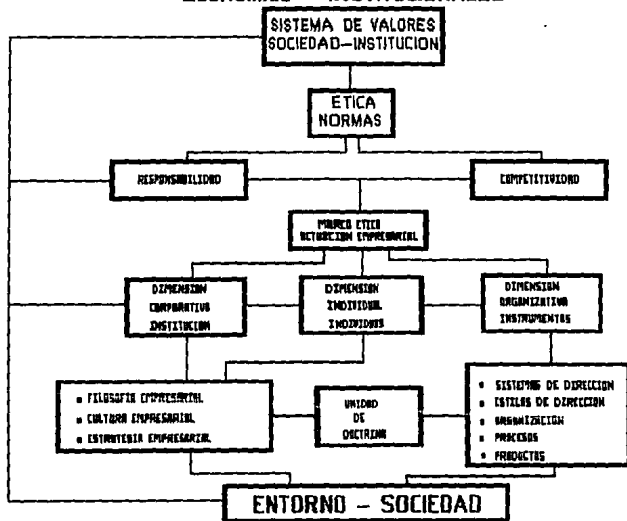 SISTEMA DE VALORES
SOCIEDAD-INSTITUCION
ETICA
NORMAS
RESPONSABILIDAD
COMPETITIVIDAD
MARCO ETICO
ACTUACION EMPRESARIAL
DIMENSION
CORPORATIVA
INSTITUCION
DIMENSION
INDIVIDUAL
INDIVIDUOS
DIMENSION
ORGANIZATIVA
INSTRUMENTOS
FILOSOFIA EMPRESARIAL
CULTURA EMPRESARIAL
ESTRATEGIA EMPRESARIAL
UNIDAD
DE
DOCTRINA
SISTEMAS DE DIRECCION
ESTILOS DE DIRECCION
ORGANIZACION
PROCESOS
PRODUCTOS
ENTORNO - SOCIEDAD